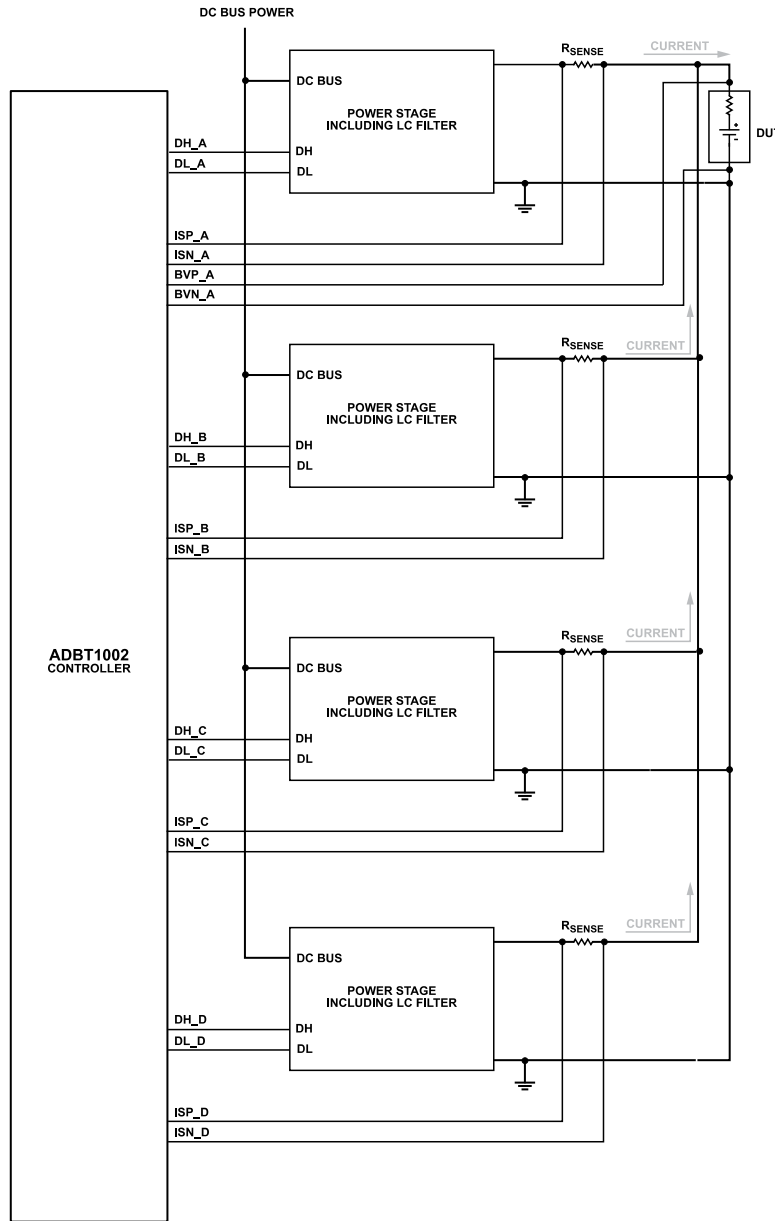 DC BUS POWER
RSENSE
CURRENT
DC BUS
POWER STAGE
INCLUDING LC FILTER
DUT
DH_A
DH
DL_A
DL
ISP_A
ISN_A
BVP_A
BVN_A
RSENSE
CURRENT
DC BUS
POWER STAGE
INCLUDING LC FILTER
DH_B
DH
DL_B
DL
ISP_B
ISN_B
RSENSE
CURRENT
ADBT1002
CONTROLLER
DC BUS
POWER STAGE
INCLUDING LC FILTER
DH_C
DH
DL_C
DL
ISP_C
ISN_C
RSENSE
CURRENT
DC BUS
POWER STAGE
INCLUDING LC FILTER
DH_D
DH
DL_D
DL
ISP_D
ISN_D